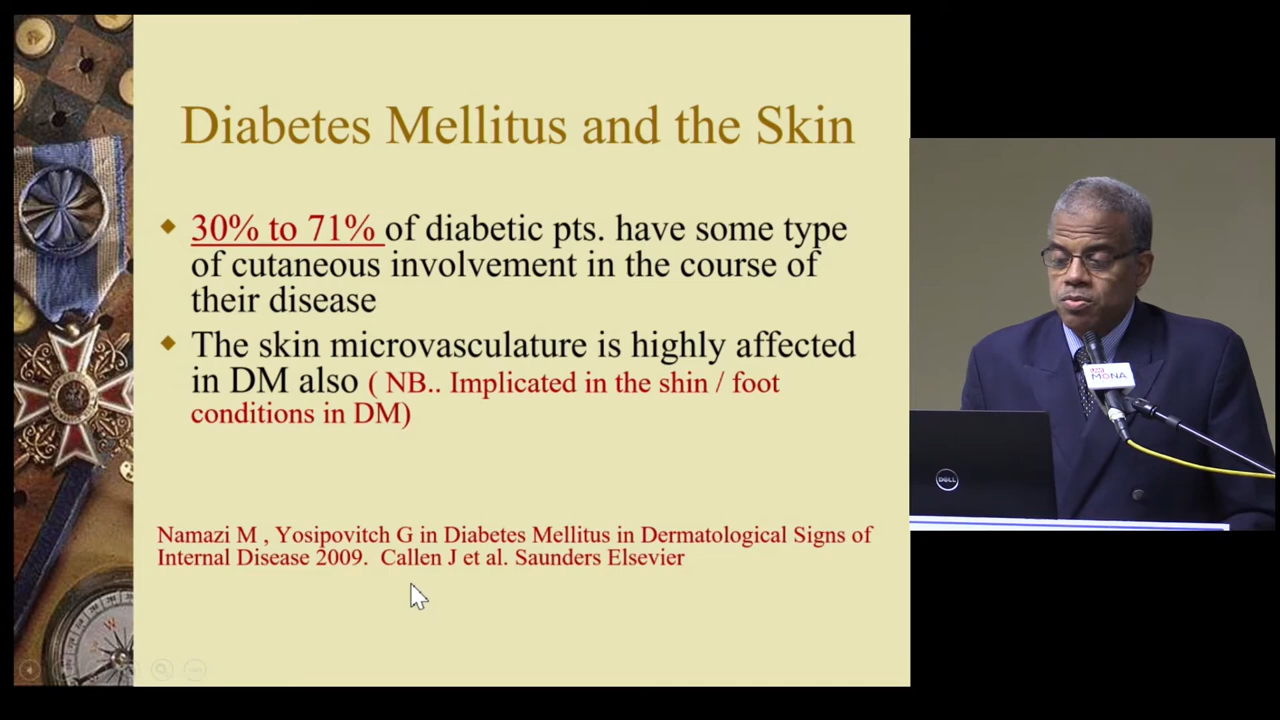 Diabetes Mellitus and the Skin
30% to 71% of diabetic pts. have some type
of cutaneous involvement in the course of
their disease
The skin microvasculature is highly affected
in DM also ( NB.. Implicated in the shin / foot
conditions in DM)
Namazi M , Yosipovitch G in Diabetes Mellitus in Dermatological Signs of
Internal Disease 2009. Callen J et al. Saunders Elsevier
MONA
DELL
W